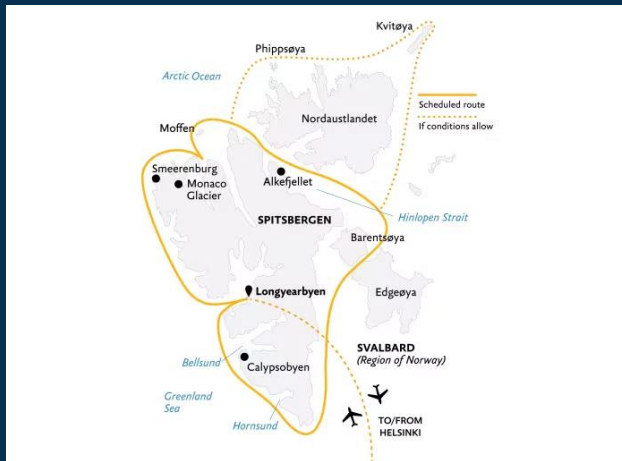 Kvitøya
Phippsøya
Arctic Ocean
Scheduled route
If conditions allow
Nordaustlandet
Moffen
Smeerenburg
Monaco
Glacier
Alkefjellet
SPITSBERGEN
Hinlopen Strait
Barentsøya
Longyearbyen
Edgeøya
SVALBARD
(Region of Norway)
Bellsund
Calypsobyen
Greenland
Sea
Hornsund
TO/FROM
HELSINKI